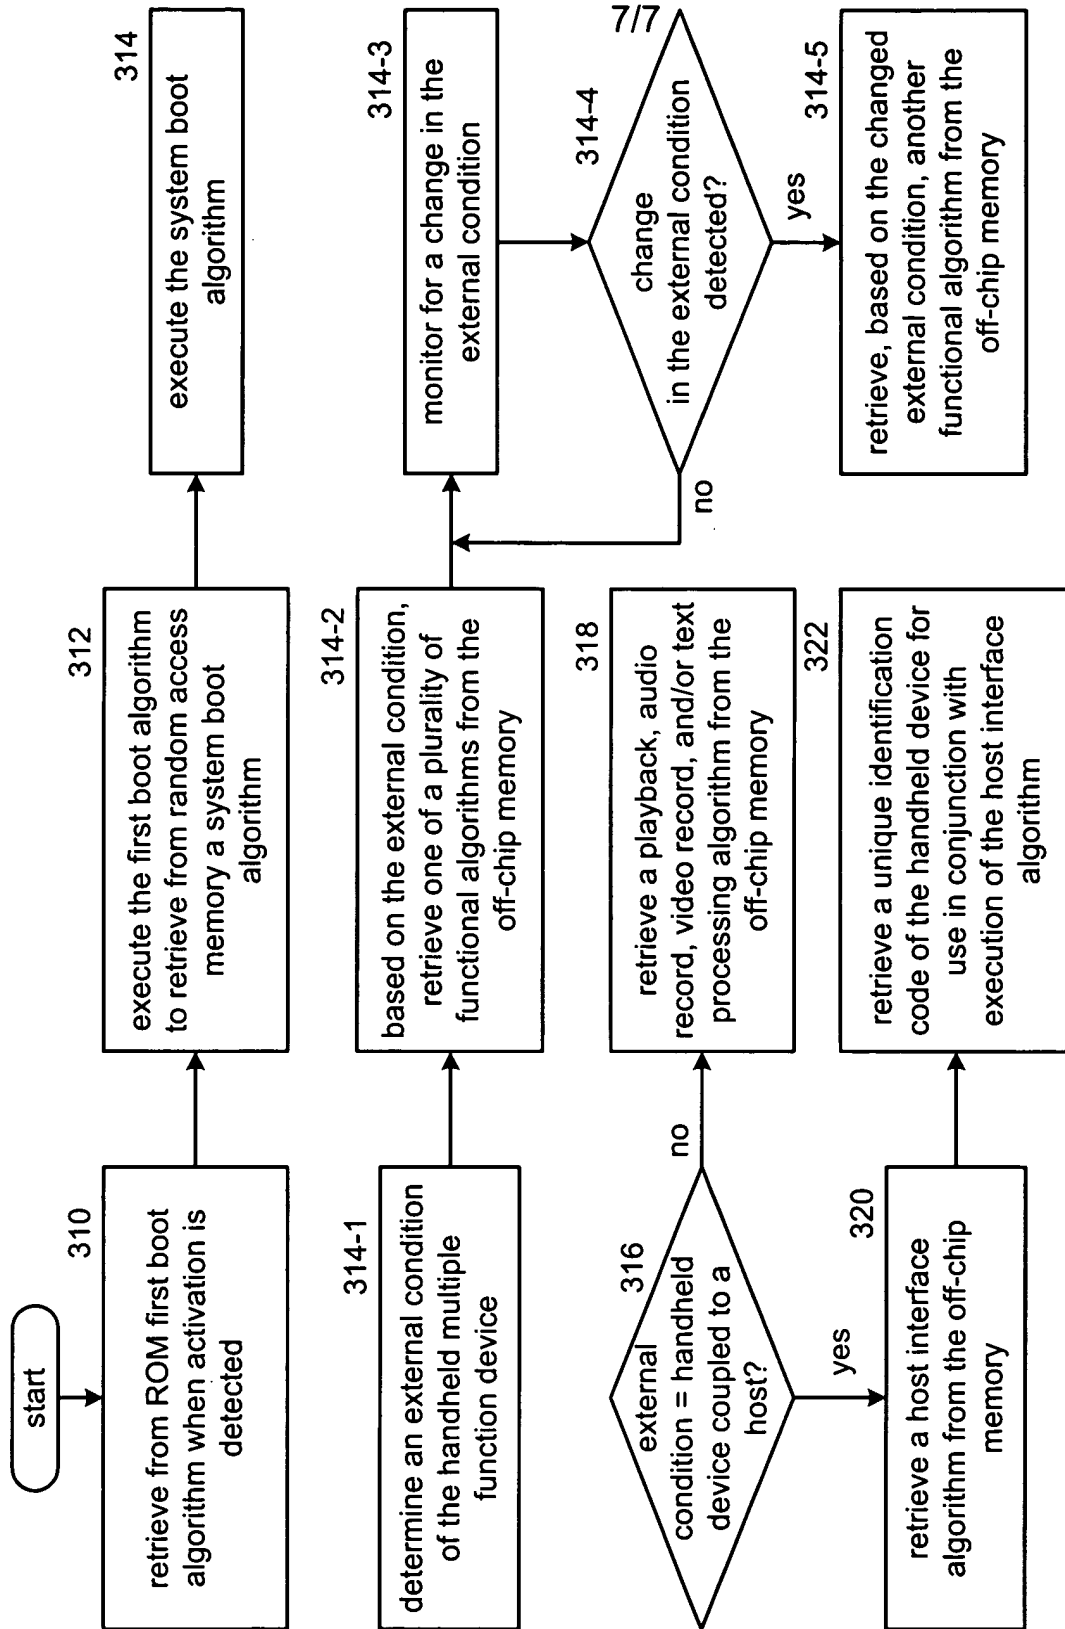 start
310
retrieve from ROM first boot
algorithm when activation is
detected
312
execute the first boot algorithm
to retrieve from random access
memory a system boot
algorithm
314
execute the system boot
algorithm
314-1
determine an external condition
of the handheld multiple
function device
314-2
based on the external condition,
retrieve one of a plurality of
functional algorithms from the
off-chip memory
314-3
monitor for a change in the
external condition
314-4
change
in the external condition
detected?
no
yes
314-5
retrieve, based on the changed
external condition, another
functional algorithm from the
off-chip memory
316
external
condition = handheld
device coupled to a
host?
no
yes
318
retrieve a playback, audio
record, video record, and/or text
processing algorithm from the
off-chip memory
320
retrieve a host interface
algorithm from the off-chip
memory
322
retrieve a unique identification
code of the handheld device for
use in conjunction with
execution of the host interface
algorithm
7/7